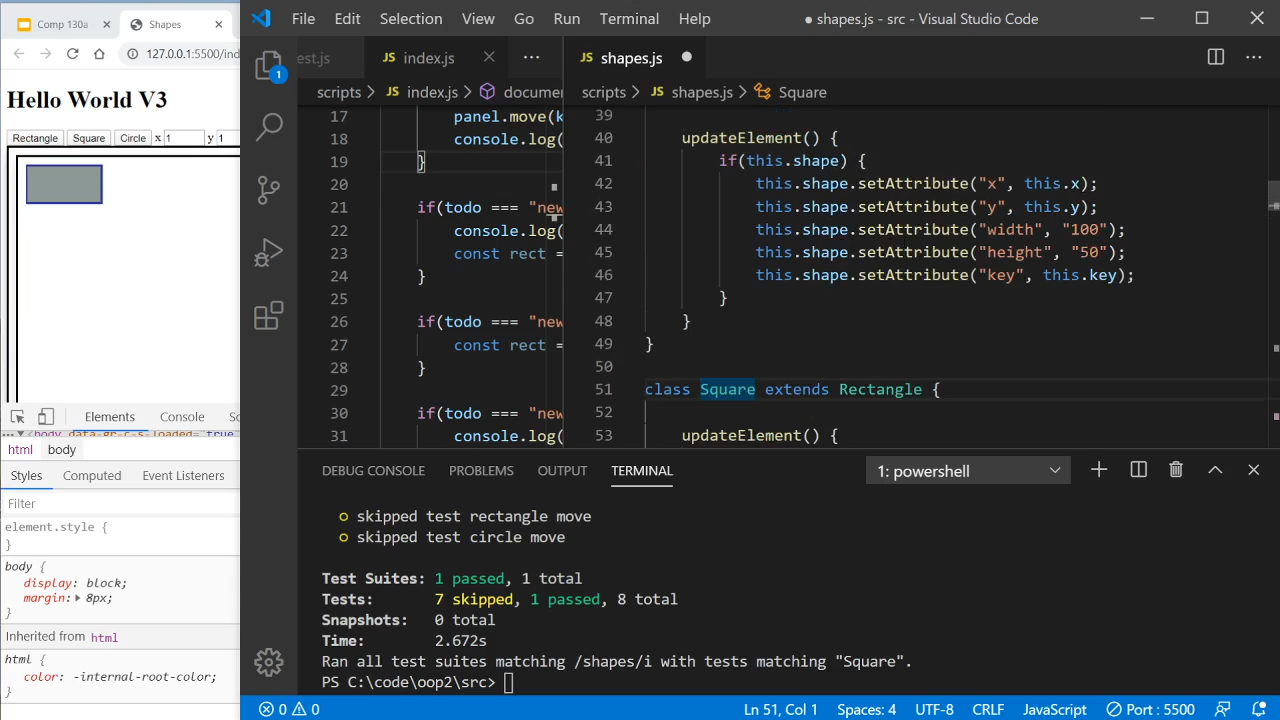 Comp 130a
Shapes
127.0.0.1:5500/ind
Hello World V3
Rectangle Square Circle x 1 y 1
Elements Console So
<body data-gr-c-s-loaded="true"
html body
Styles Computed Event Listeners
Filter
element.style {
}
body {
display: block;
margin: 8px;
}
Inherited from html
html {
color: -internal-root-color;
}
File Edit Selection View Go Run Terminal Help
● shapes.js - src - Visual Studio Code
1
est.js
JS index.js
scripts > JS index.js > documen
17 panel.move(k
18 console.log(
19 }
20
21 if(todo === "new
22 console.log(
23 const rect =
24 }
25
26 if(todo === "new
27 const rect =
28 }
29
30 if(todo === "new
31 console.log(
JS shapes.js
scripts > JS shapes.js > Square
39
40 updateElement() {
41 if(this.shape) {
42 this.shape.setAttribute("x", this.x);
43 this.shape.setAttribute("y", this.y);
44 this.shape.setAttribute("width", "100");
45 this.shape.setAttribute("height", "50");
46 this.shape.setAttribute("key", this.key);
47 }
48 }
49 }
50
51 class Square extends Rectangle {
52
53 updateElement() {
DEBUG CONSOLE PROBLEMS OUTPUT TERMINAL
1: powershell
skipped test rectangle move
skipped test circle move
Test Suites: 1 passed, 1 total
Tests: 7 skipped, 1 passed, 8 total
Snapshots: 0 total
Time: 2.672s
Ran all test suites matching /shapes/i with tests matching "Square".
PS C:\code\oop2\src>
0 0 Ln 51, Col 1 Spaces: 4 UTF-8 CRLF JavaScript Port : 5500